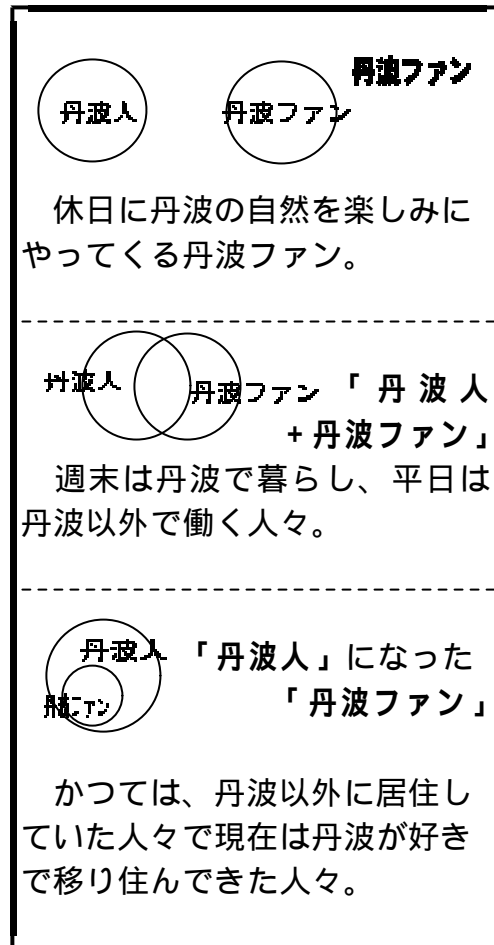 丹波ファン
丹波人
丹波ファン
休日に丹波の自然を楽しみに
やってくる丹波ファン。
丹波人
丹波ファン
「丹波人
+丹波ファン」
週末は丹波で暮らし、平日は
丹波以外で働く人々。
丹波人
丹波ファン
「丹波人」になった
「丹波ファン」
かつては、丹波以外に居住し
ていた人々で現在は丹波が好き
で移り住んできた人々。